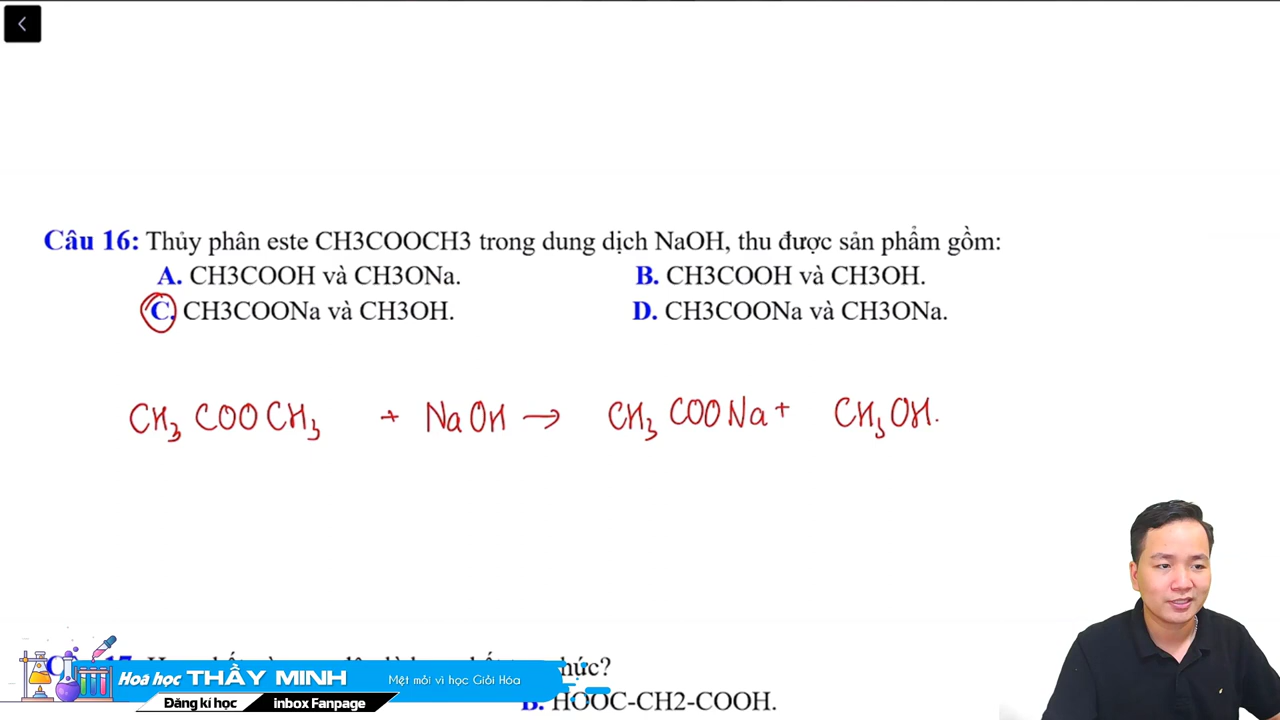 Câu 16: Thủy phân este CH3COOCH3 trong dung dịch NaOH, thu được sản phẩm gồm:
A. CH3COOH và CH3ONa. B. CH3COOH và CH3OH.
C. CH3COONa và CH3OH. D. CH3COONa và CH3ONa.
CH3COOCH3 + NaOH → CH3COONa + CH3OH.
Hoá học THẦY MINH Mệt mỏi vì học Giỏi Hóa
Đăng kí học inbox Fanpage
B. HOOC-CH2-COOH.